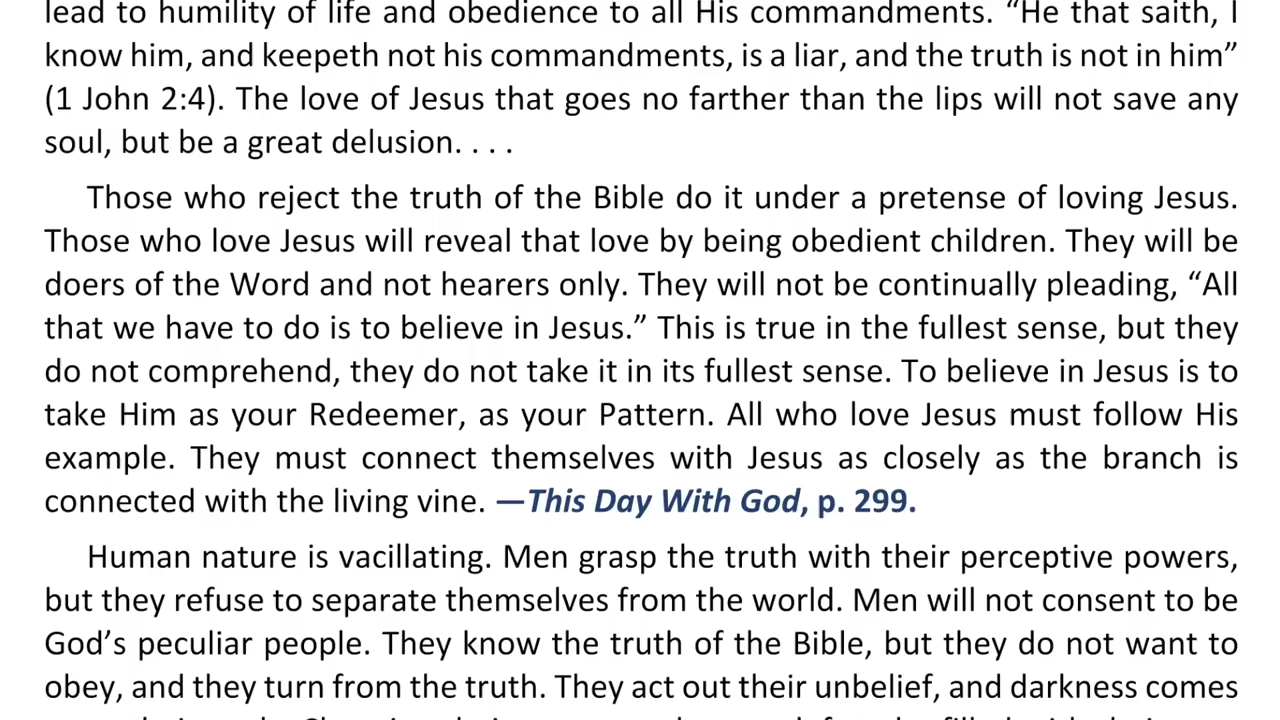 lead to humility of life and obedience to all His commandments. “He that saith, I
know him, and keepeth not his commandments, is a liar, and the truth is not in him”
(1 John 2:4). The love of Jesus that goes no farther than the lips will not save any
soul, but be a great delusion. . . .
Those who reject the truth of the Bible do it under a pretense of loving Jesus.
Those who love Jesus will reveal that love by being obedient children. They will be
doers of the Word and not hearers only. They will not be continually pleading, “All
that we have to do is to believe in Jesus.” This is true in the fullest sense, but they
do not comprehend, they do not take it in its fullest sense. To believe in Jesus is to
take Him as your Redeemer, as your Pattern. All who love Jesus must follow His
example. They must connect themselves with Jesus as closely as the branch is
connected with the living vine. —This Day With God, p. 299.
Human nature is vacillating. Men grasp the truth with their perceptive powers,
but they refuse to separate themselves from the world. Men will not consent to be
God’s peculiar people. They know the truth of the Bible, but they do not want to
obey, and they turn from the truth. They act out their unbelief, and darkness comes